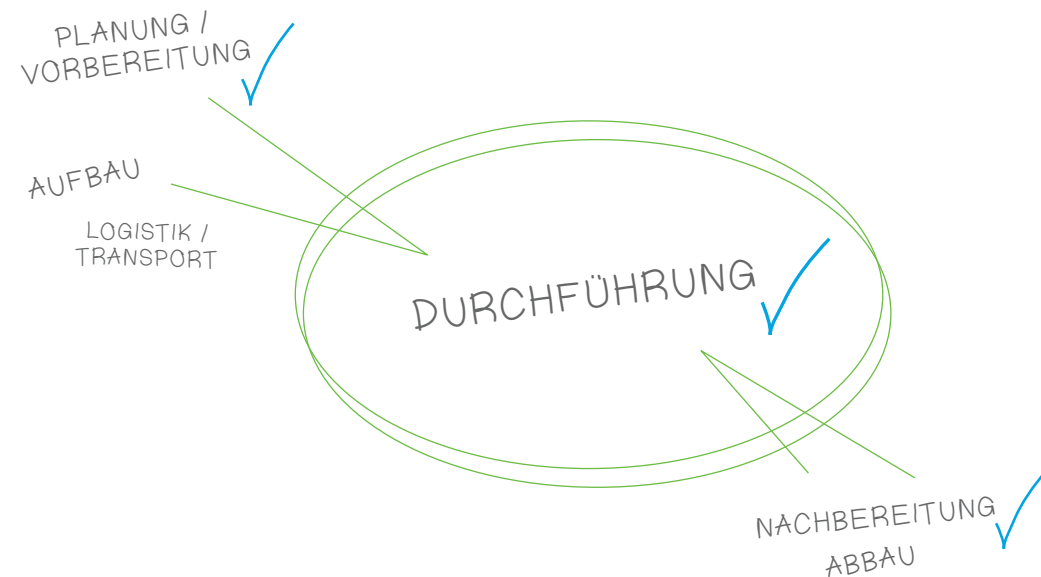 PLANUNG /
VORBEREITUNG
AUFBAU
LOGISTIK /
TRANSPORT
DURCHFÜHRUNG
NACHBEREITUNG
ABBAU